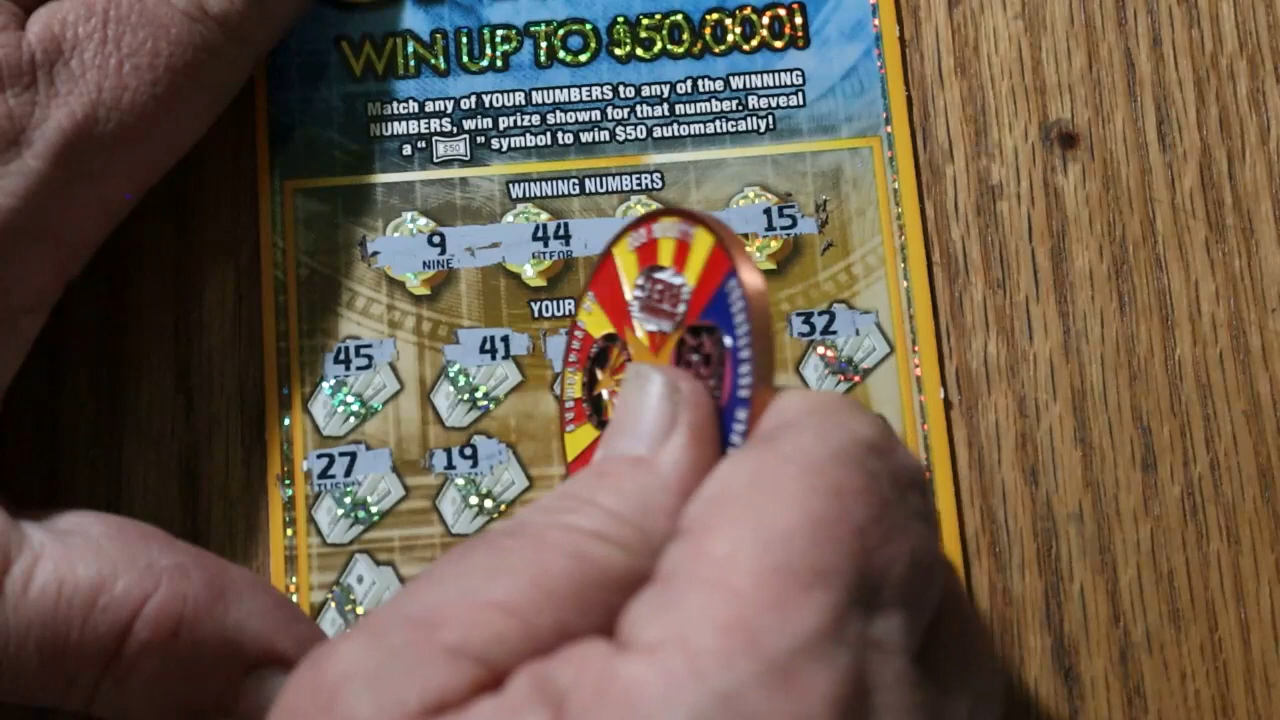 WIN UP TO $50,000!
Match any of YOUR NUMBERS to any of the WINNING
NUMBERS, win prize shown for that number. Reveal
a " $50 " symbol to win $50 automatically!
WINNING NUMBERS
9 44 15
NINE
YOUR
45 41 32
27 19